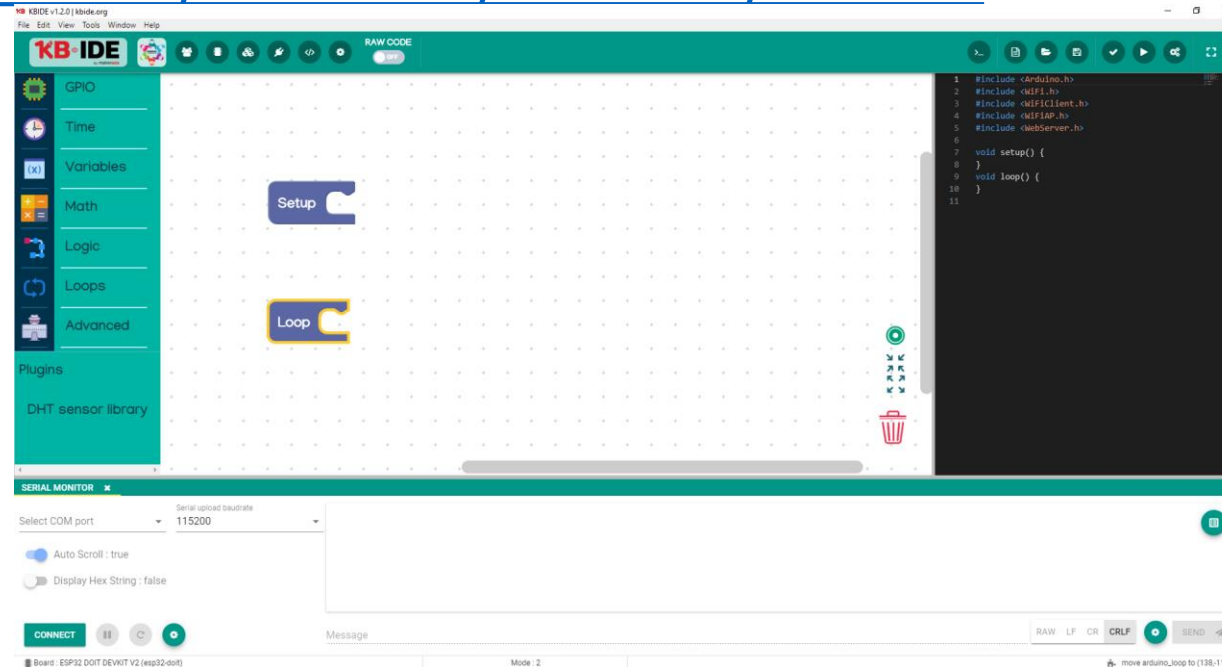 KBIDE v1.2.0 | kbide.org
File Edit View Tools Window Help
KB-IDE
RAW CODE
OFF
GPIO
Time
Variables
Math
Logic
Loops
Advanced
Plugins
DHT sensor library
Setup
Loop
1 #include <Arduino.h>
2 #include <WiFi.h>
3 #include <WiFiClient.h>
4 #include <WiFiAP.h>
5 #include <WebServer.h>
6
7 void setup() {
8 }
9 void loop() {
10 }
11
SERIAL MONITOR
Select COM port
Serial upload baudrate
115200
Auto Scroll : true
Display Hex String : false
CONNECT
Message
RAW LF CR CRLF
SEND
Board : ESP32 DOIT DEVKIT V2 (esp32-doit)
Mode : 2
move arduino_loop to (138,-11